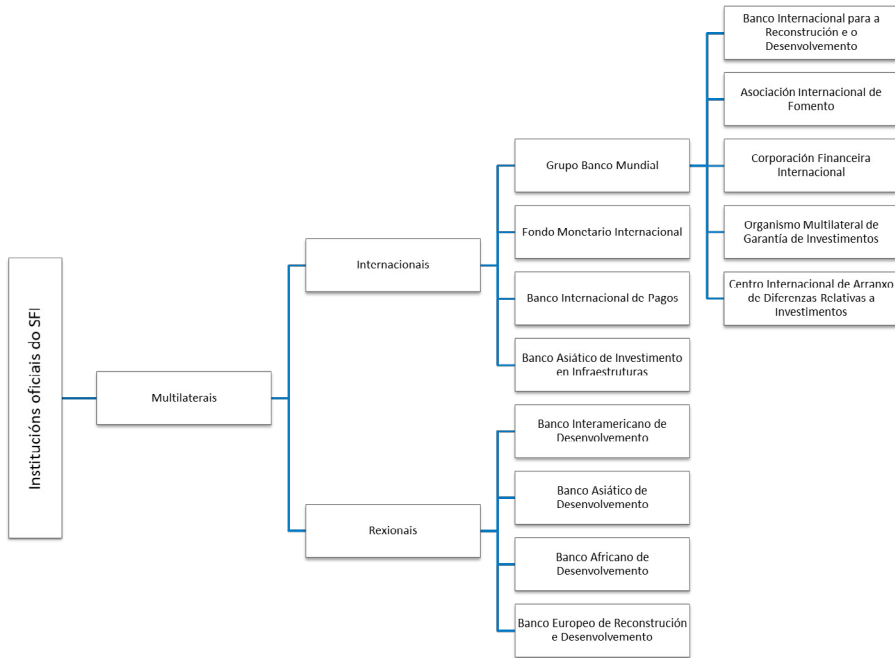 Institucións oficiais do SFI
Multilaterais
Internacionais
Grupo Banco Mundial
Banco Internacional para a
Reconstrución e o
Desenvolvemento
Asociación Internacional de
Fomento
Corporación Financeira
Internacional
Organismo Multilateral de
Garantía de Investimentos
Centro Internacional de Arranxo
de Diferenzas Relativas a
Investimentos
Fondo Monetario Internacional
Banco Internacional de Pagos
Banco Asiático de Investimento
en Infraestruturas
Rexionais
Banco Interamericano de
Desenvolvemento
Banco Asiático de
Desenvolvemento
Banco Africano de
Desenvolvemento
Banco Europeo de Reconstrución
e Desenvolvemento